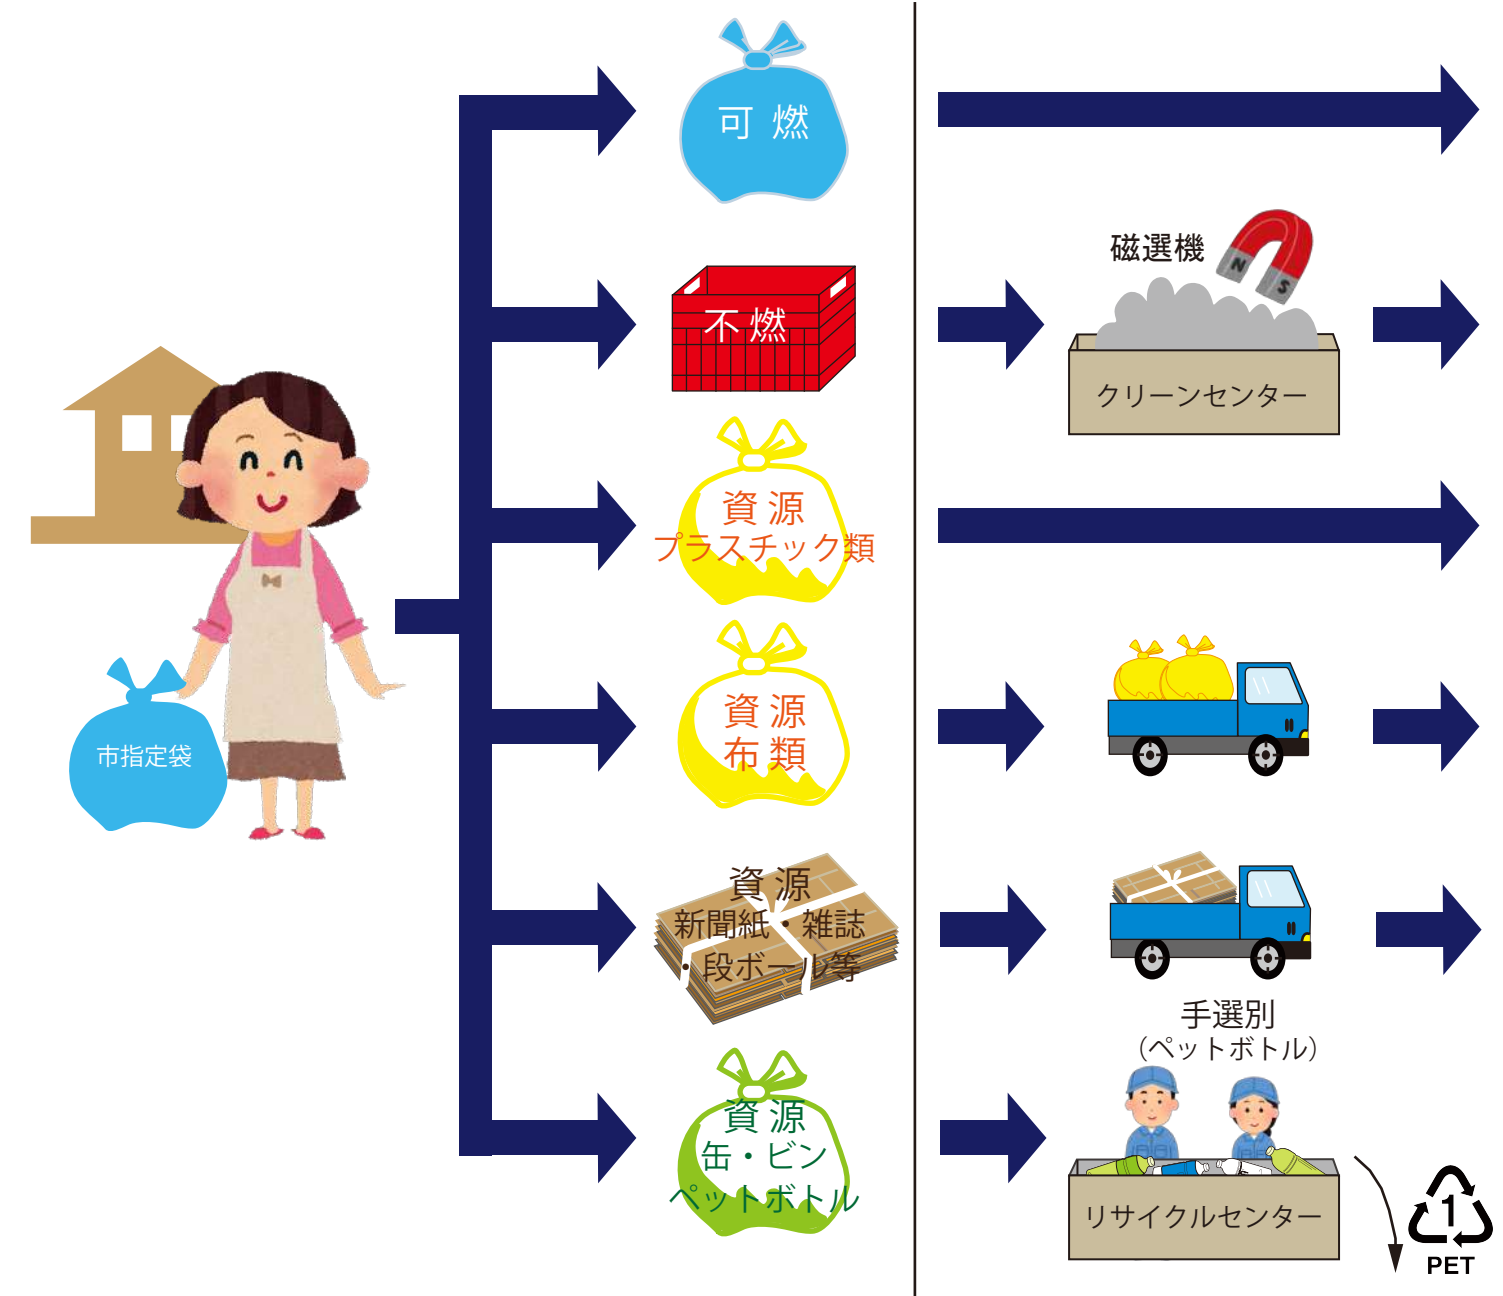 可燃
不燃
磁選機
N
S
クリーンセンター
資源
プラスチック類
資源
布類
市指定袋
資源
新聞紙・雑誌
・段ボール等
手選別
(ペットボトル)
資源
缶・ビン
ペットボトル
リサイクルセンター
1
PET